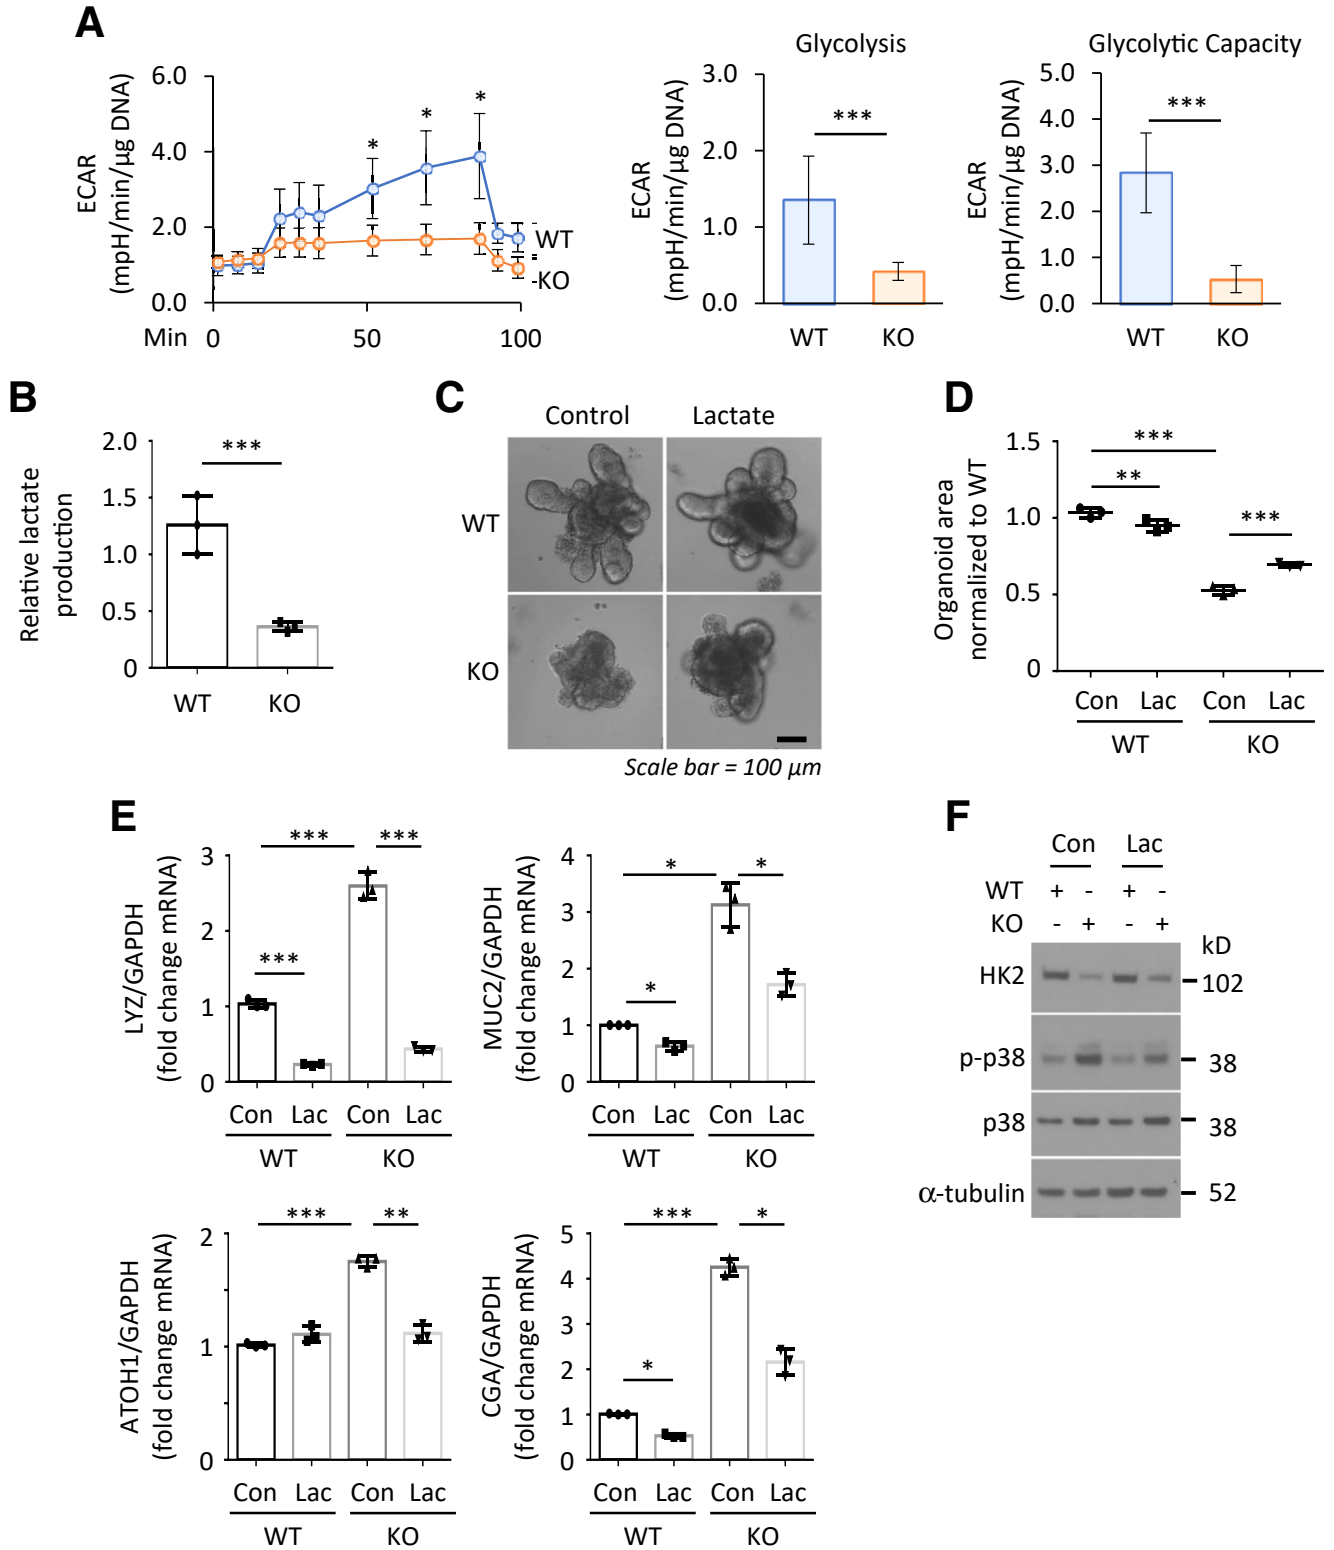 A
ECAR
(mpH/min/µg DNA)
6.0
4.0
2.0
0.0
* * *
WT
KO
Min 0 50 100
Glycolysis
ECAR
(mpH/min/µg DNA)
3.0
2.0
1.0
0.0
***
WT KO
Glycolytic Capacity
ECAR
(mpH/min/µg DNA)
5.0
4.0
3.0
2.0
1.0
0.0
***
WT KO
B
Relative lactate
production
2.0
1.5
1.0
0.5
0
***
WT KO
C
Control Lactate
WT
KO
Scale bar = 100 µm
D
Organoid area
normalized to WT
1.5
1.0
0.5
0
***
**
***
Con Lac Con Lac
WT KO
E
LYZ/GAPDH
(fold change mRNA)
3
2
1
0
*** ***
***
Con Lac Con Lac
WT KO
MUC2/GAPDH
(fold change mRNA)
4
3
2
1
0
* *
*
Con Lac Con Lac
WT KO
ATOH1/GAPDH
(fold change mRNA)
2
1
0
*** **
Con Lac Con Lac
WT KO
CGA/GAPDH
(fold change mRNA)
5
4
3
2
1
0
*** *
*
Con Lac Con Lac
WT KO
F
Con Lac
WT + - + -
KO - + - +
kD
HK2 102
p-p38 38
p38 38
α-tubulin 52